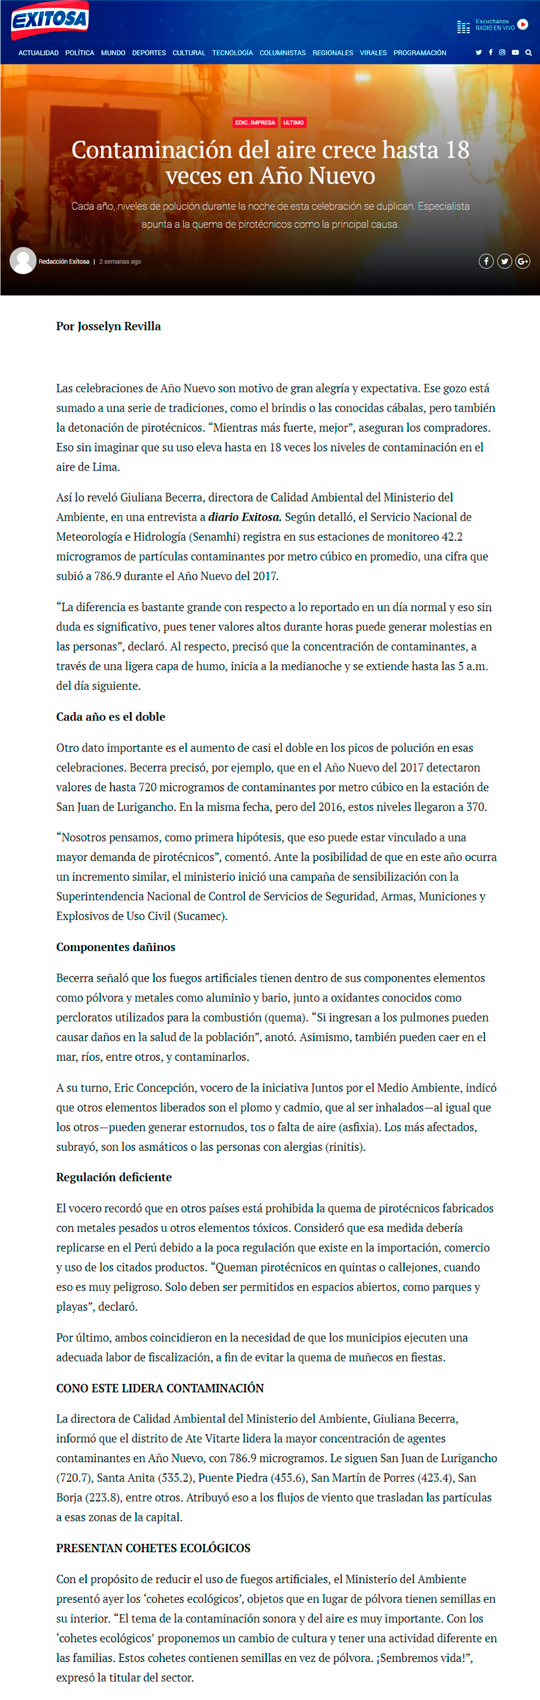 EXITOSA
Escuchanos
RADIO EN VIVO
ACTUALIDAD POLÍTICA MUNDO DEPORTES CULTURAL TECNOLOGÍA COLUMNISTAS REGIONALES VIRALES PROGRAMACIÓN
EDIC. IMPRESA ULTIMO
Contaminación del aire crece hasta 18
veces en Año Nuevo
Cada año, niveles de polución durante la noche de esta celebración se duplican. Especialista
apunta a la quema de pirotécnicos como la principal causa.
Redacción Exitosa | 2 semanas ago
Por Josselyn Revilla
Las celebraciones de Año Nuevo son motivo de gran alegría y expectativa. Ese gozo está
sumado a una serie de tradiciones, como el brindis o las conocidas cábalas, pero también
la detonación de pirotécnicos. “Mientras más fuerte, mejor”, aseguran los compradores.
Eso sin imaginar que su uso eleva hasta en 18 veces los niveles de contaminación en el
aire de Lima.
Así lo reveló Giuliana Becerra, directora de Calidad Ambiental del Ministerio del
Ambiente, en una entrevista a diario Exitosa. Según detalló, el Servicio Nacional de
Meteorología e Hidrología (Senamhi) registra en sus estaciones de monitoreo 42.2
microgramos de partículas contaminantes por metro cúbico en promedio, una cifra que
subió a 786.9 durante el Año Nuevo del 2017.
“La diferencia es bastante grande con respecto a lo reportado en un día normal y eso sin
duda es significativo, pues tener valores altos durante horas puede generar molestias en
las personas”, declaró. Al respecto, precisó que la concentración de contaminantes, a
través de una ligera capa de humo, inicia a la medianoche y se extiende hasta las 5 a.m.
del día siguiente.
Cada año es el doble
Otro dato importante es el aumento de casi el doble en los picos de polución en esas
celebraciones. Becerra precisó, por ejemplo, que en el Año Nuevo del 2017 detectaron
valores de hasta 720 microgramos de contaminantes por metro cúbico en la estación de
San Juan de Lurigancho. En la misma fecha, pero del 2016, estos niveles llegaron a 370.
“Nosotros pensamos, como primera hipótesis, que eso puede estar vinculado a una
mayor demanda de pirotécnicos”, comentó. Ante la posibilidad de que en este año ocurra
un incremento similar, el ministerio inició una campaña de sensibilización con la
Superintendencia Nacional de Control de Servicios de Seguridad, Armas, Municiones y
Explosivos de Uso Civil (Sucamec).
Componentes dañinos
Becerra señaló que los fuegos artificiales tienen dentro de sus componentes elementos
como pólvora y metales como aluminio y bario, junto a oxidantes conocidos como
percloratos utilizados para la combustión (quema). “Si ingresan a los pulmones pueden
causar daños en la salud de la población”, anotó. Asimismo, también pueden caer en el
mar, ríos, entre otros, y contaminarlos.
A su turno, Eric Concepción, vocero de la iniciativa Juntos por el Medio Ambiente, indicó
que otros elementos liberados son el plomo y cadmio, que al ser inhalados—al igual que
los otros—pueden generar estornudos, tos o falta de aire (asfixia). Los más afectados,
subrayó, son los asmáticos o las personas con alergias (rinitis).
Regulación deficiente
El vocero recordó que en otros países está prohibida la quema de pirotécnicos fabricados
con metales pesados u otros elementos tóxicos. Consideró que esa medida debería
replicarse en el Perú debido a la poca regulación que existe en la importación, comercio
y uso de los citados productos. “Queman pirotécnicos en quintas o callejones, cuando
eso es muy peligroso. Solo deben ser permitidos en espacios abiertos, como parques y
playas”, declaró.
Por último, ambos coincidieron en la necesidad de que los municipios ejecuten una
adecuada labor de fiscalización, a fin de evitar la quema de muñecos en fiestas.
CONO ESTE LIDERA CONTAMINACIÓN
La directora de Calidad Ambiental del Ministerio del Ambiente, Giuliana Becerra,
informó que el distrito de Ate Vitarte lidera la mayor concentración de agentes
contaminantes en Año Nuevo, con 786.9 microgramos. Le siguen San Juan de Lurigancho
(720.7), Santa Anita (535.2), Puente Piedra (455.6), San Martín de Porres (423.4), San
Borja (223.8), entre otros. Atribuyó eso a los flujos de viento que trasladan las partículas
a esas zonas de la capital.
PRESENTAN COHETES ECOLÓGICOS
Con el propósito de reducir el uso de fuegos artificiales, el Ministerio del Ambiente
presentó ayer los ‘cohetes ecológicos’, objetos que en lugar de pólvora tienen semillas en
su interior. “El tema de la contaminación sonora y del aire es muy importante. Con los
‘cohetes ecológicos’ proponemos un cambio de cultura y tener una actividad diferente en
las familias. Estos cohetes contienen semillas en vez de pólvora. ¡Sembremos vida!”,
expresó la titular del sector.